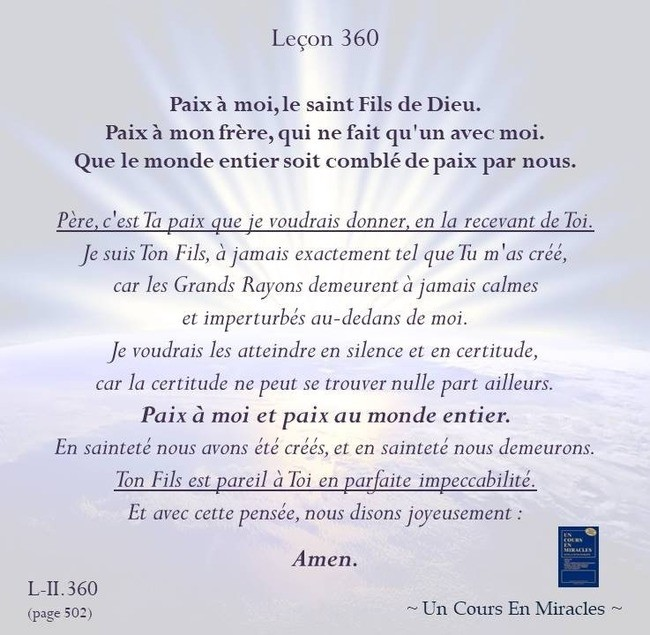 Leçon 360
Paix à moi, le saint Fils de Dieu.
Paix à mon frère, qui ne fait qu'un avec moi.
Que le monde entier soit comblé de paix par nous.
Père, c'est Ta paix que je voudrais donner, en la recevant de Toi.
Je suis Ton Fils, à jamais exactement tel que Tu m'as créé,
car les Grands Rayons demeurent à jamais calmes
et imperturbés au-dedans de moi.
Je voudrais les atteindre en silence et en certitude,
car la certitude ne peut se trouver nulle part ailleurs.
Paix à moi et paix au monde entier.
En sainteté nous avons été créés, et en sainteté nous demeurons.
Ton Fils est pareil à Toi en parfaite impeccabilité.
Et avec cette pensée, nous disons joyeusement :
Amen.
UN
COURS
EN
MIRACLES
L-II.360
(page 502)
~ Un Cours En Miracles ~